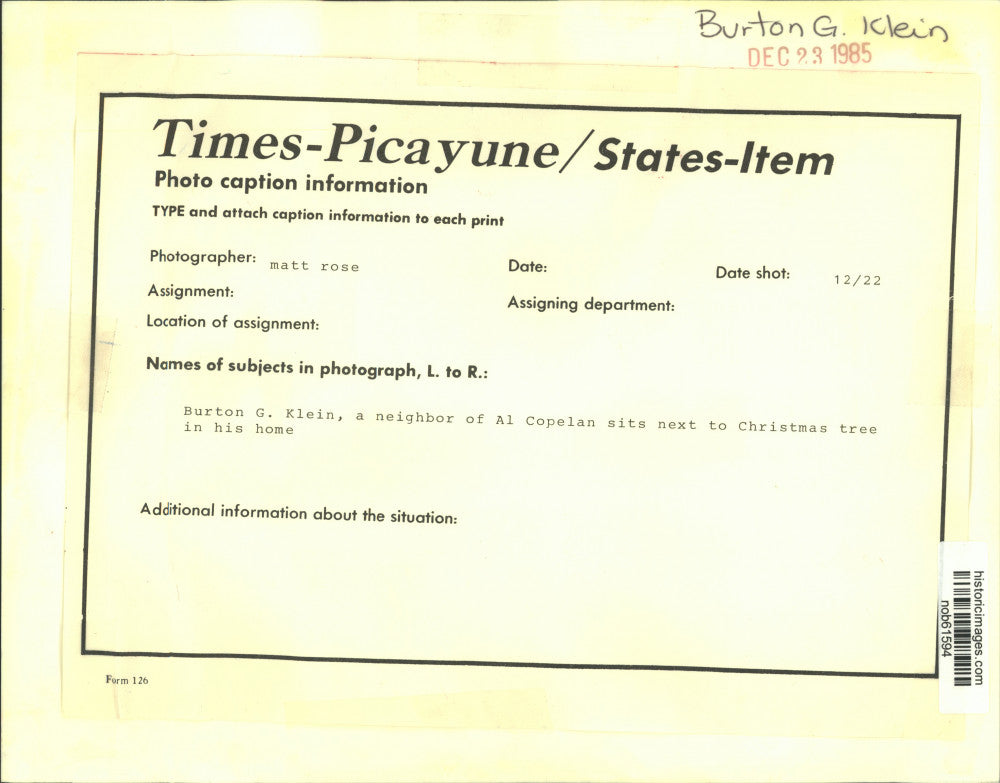 Burton G. Klein
DEC 23 1985
Times-Picayune/States-Item
Photo caption information
TYPE and attach caption information to each print
Photographer: matt rose Date: Date shot: 12/22
Assignment: Assigning department:
Location of assignment:
Names of subjects in photograph, L. to R.:
Burton G. Klein, a neighbor of Al Copelan sits next to Christmas tree
in his home
Additional information about the situation:
Form 126
historicimages.com
nob61594